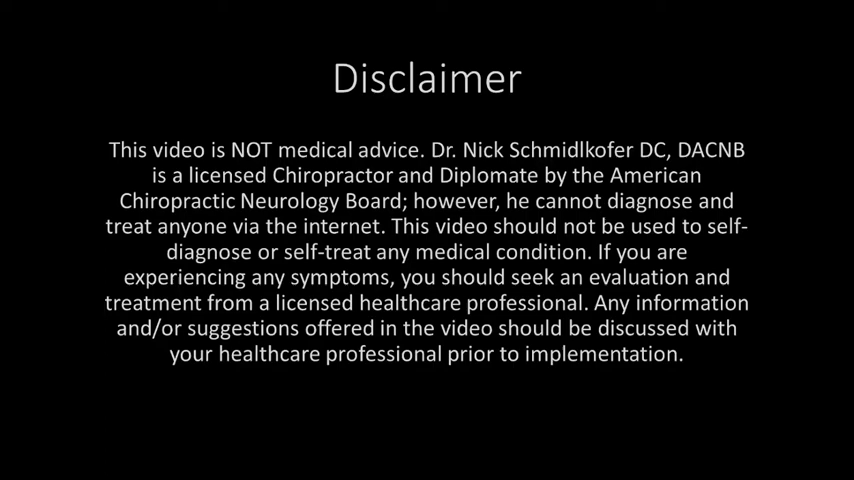 Disclaimer
This video is NOT medical advice. Dr. Nick Schmidlkofer DC, DACNB
is a licensed Chiropractor and Diplomate by the American
Chiropractic Neurology Board; however, he cannot diagnose and
treat anyone via the internet. This video should not be used to self-
diagnose or self-treat any medical condition. If you are
experiencing any symptoms, you should seek an evaluation and
treatment from a licensed healthcare professional. Any information
and/or suggestions offered in the video should be discussed with
your healthcare professional prior to implementation.